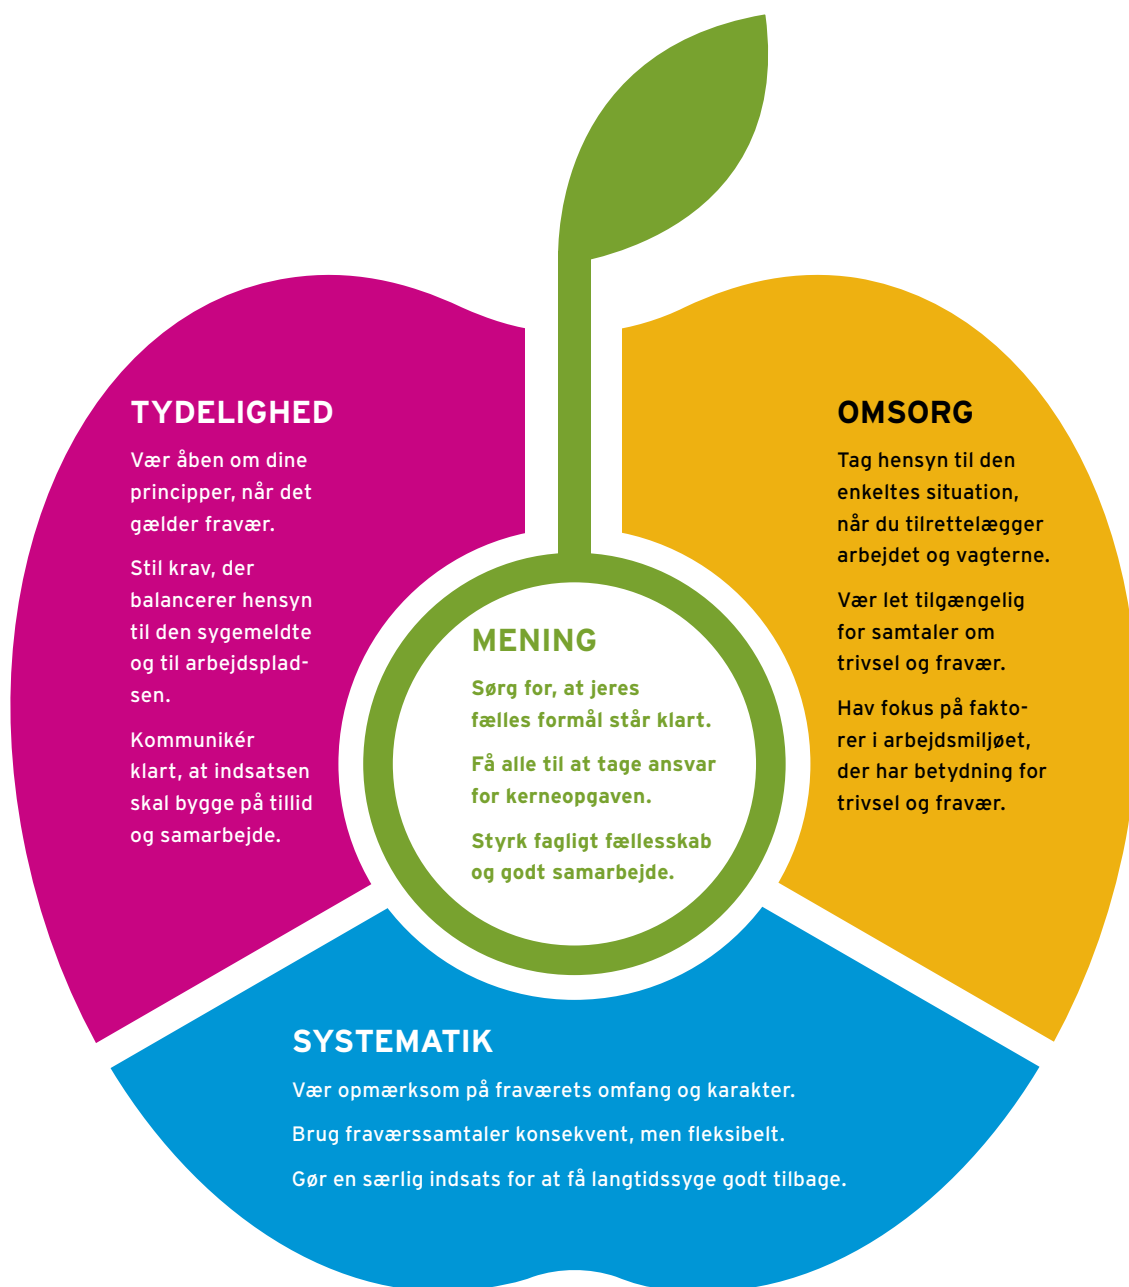 TYDELIGHED
Vær åben om dine
principper, når det
gælder fravær.
Stil krav, der
balancerer hensyn
til den sygemeldte
og til arbejdsplad-
sen.
Kommunikér
klart, at indsatsen
skal bygge på tillid
og samarbejde.
MENING
Sørg for, at jeres
fælles formål står klart.
Få alle til at tage ansvar
for kerneopgaven.
Styrk fagligt fællesskab
og godt samarbejde.
OMSORG
Tag hensyn til den
enkeltes situation,
når du tilrettelægger
arbejdet og vagterne.
Vær let tilgængelig
for samtaler om
trivsel og fravær.
Hav fokus på fakto-
rer i arbejdsmiljøet,
der har betydning for
trivsel og fravær.
SYSTEMATIK
Vær opmærksom på fraværets omfang og karakter.
Brug fraværssamtaler konsekvent, men fleksibelt.
Gør en særlig indsats for at få langtidssyge godt tilbage.